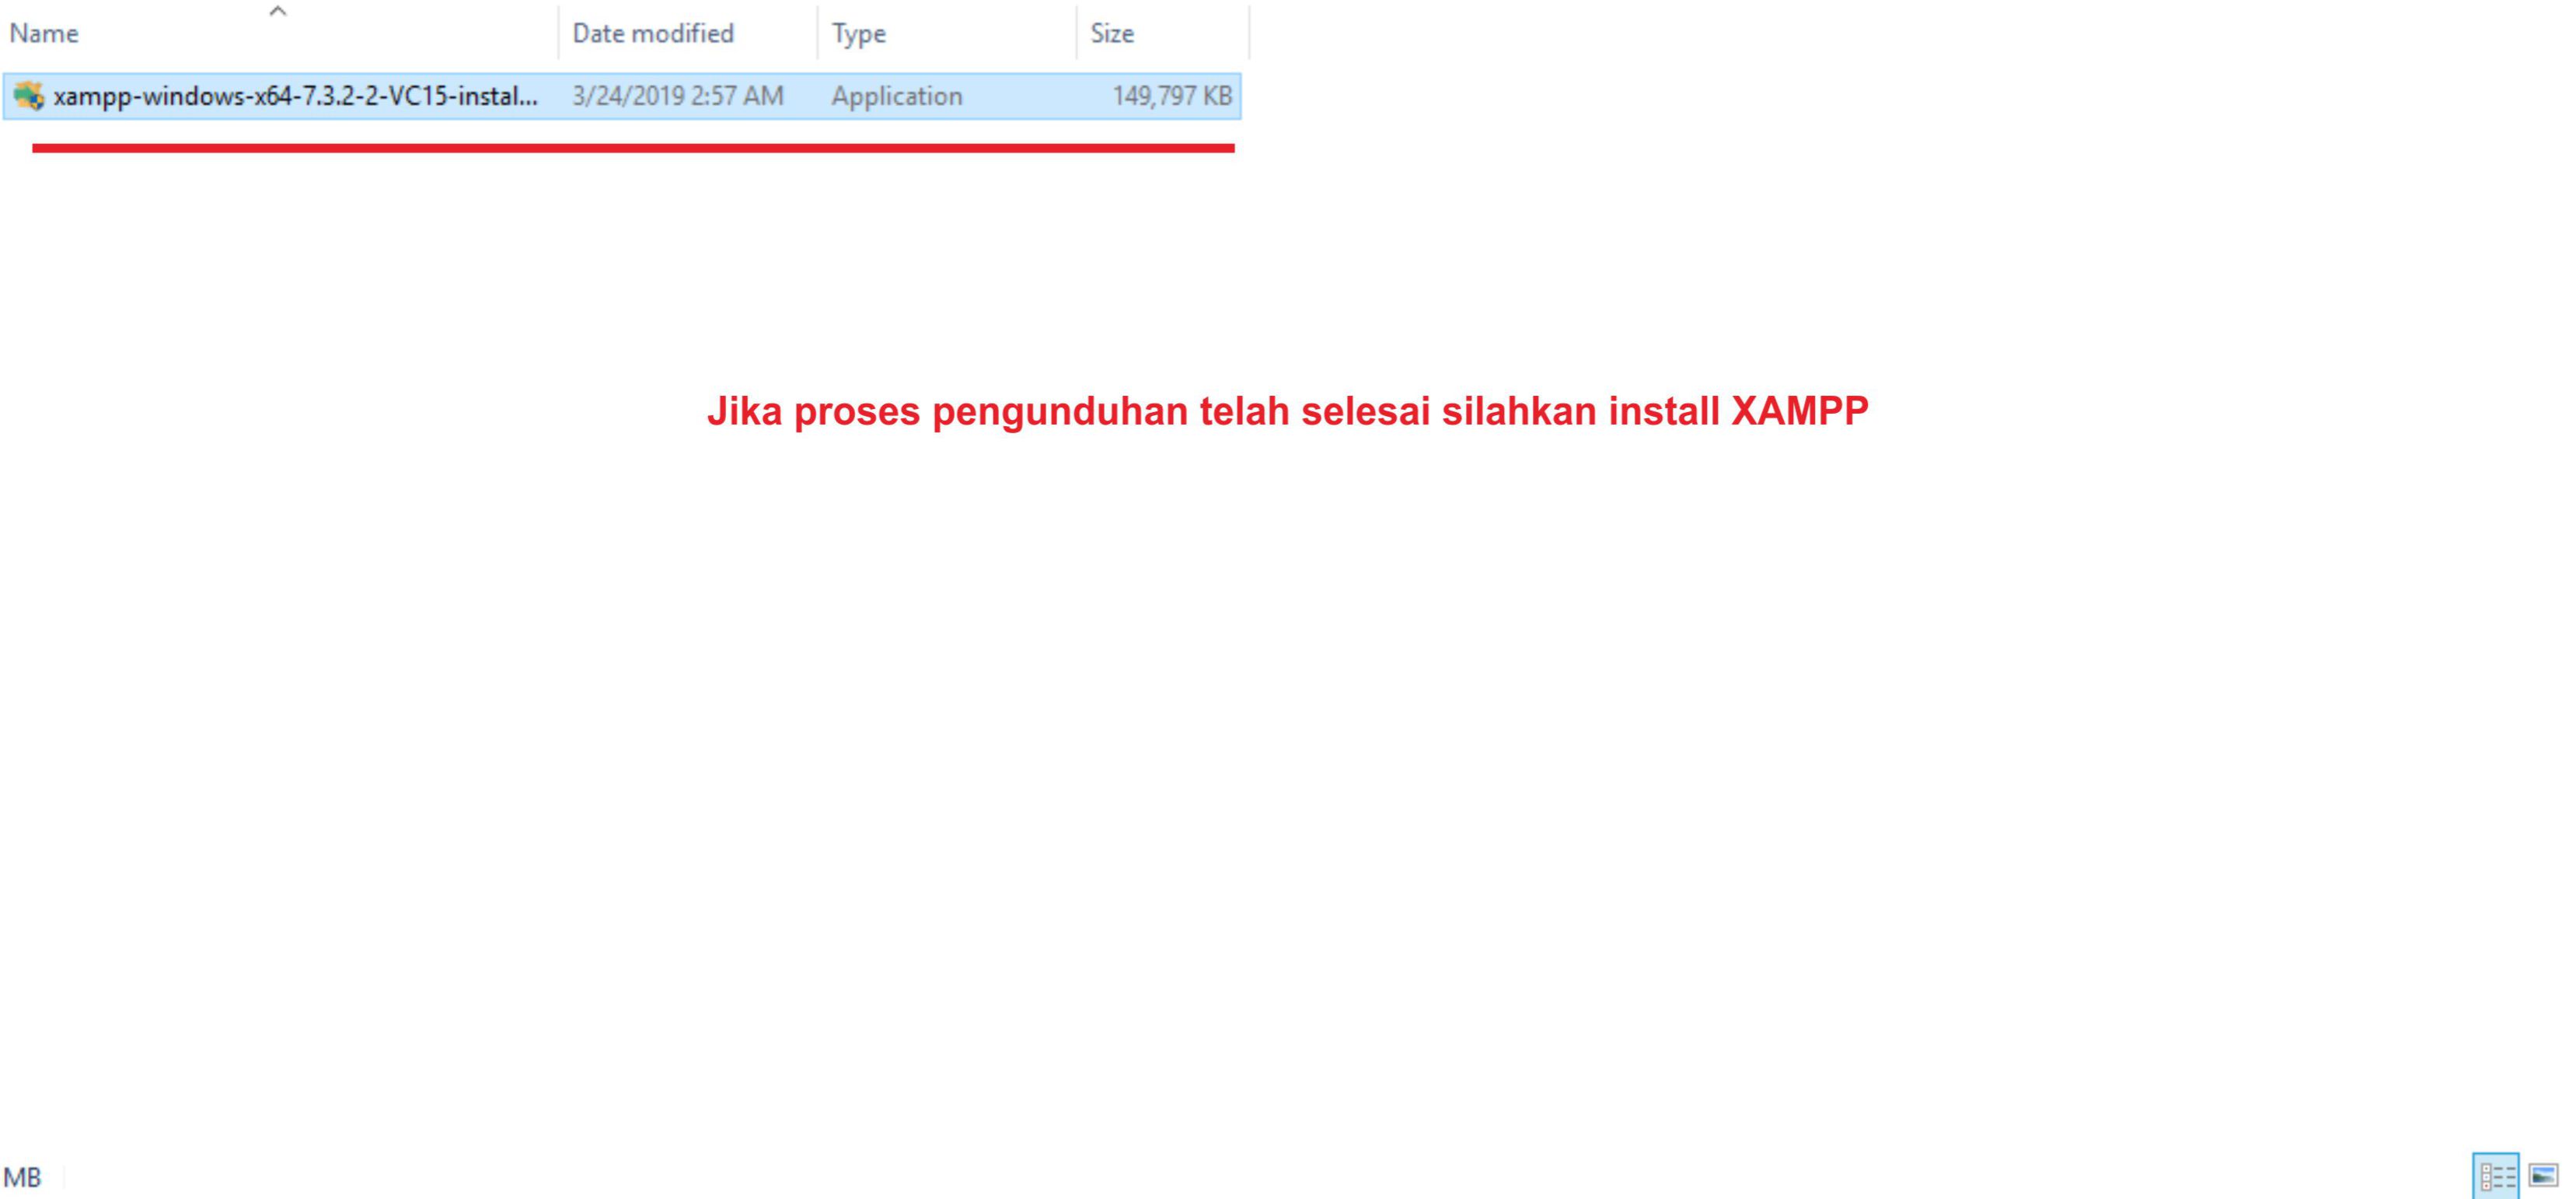 Name Date modified Type Size
xampp-windows-x64-7.3.2-2-VC15-instal... 3/24/2019 2:57 AM Application 149,797 KB
Jika proses pengunduhan telah selesai silahkan install XAMPP
MB